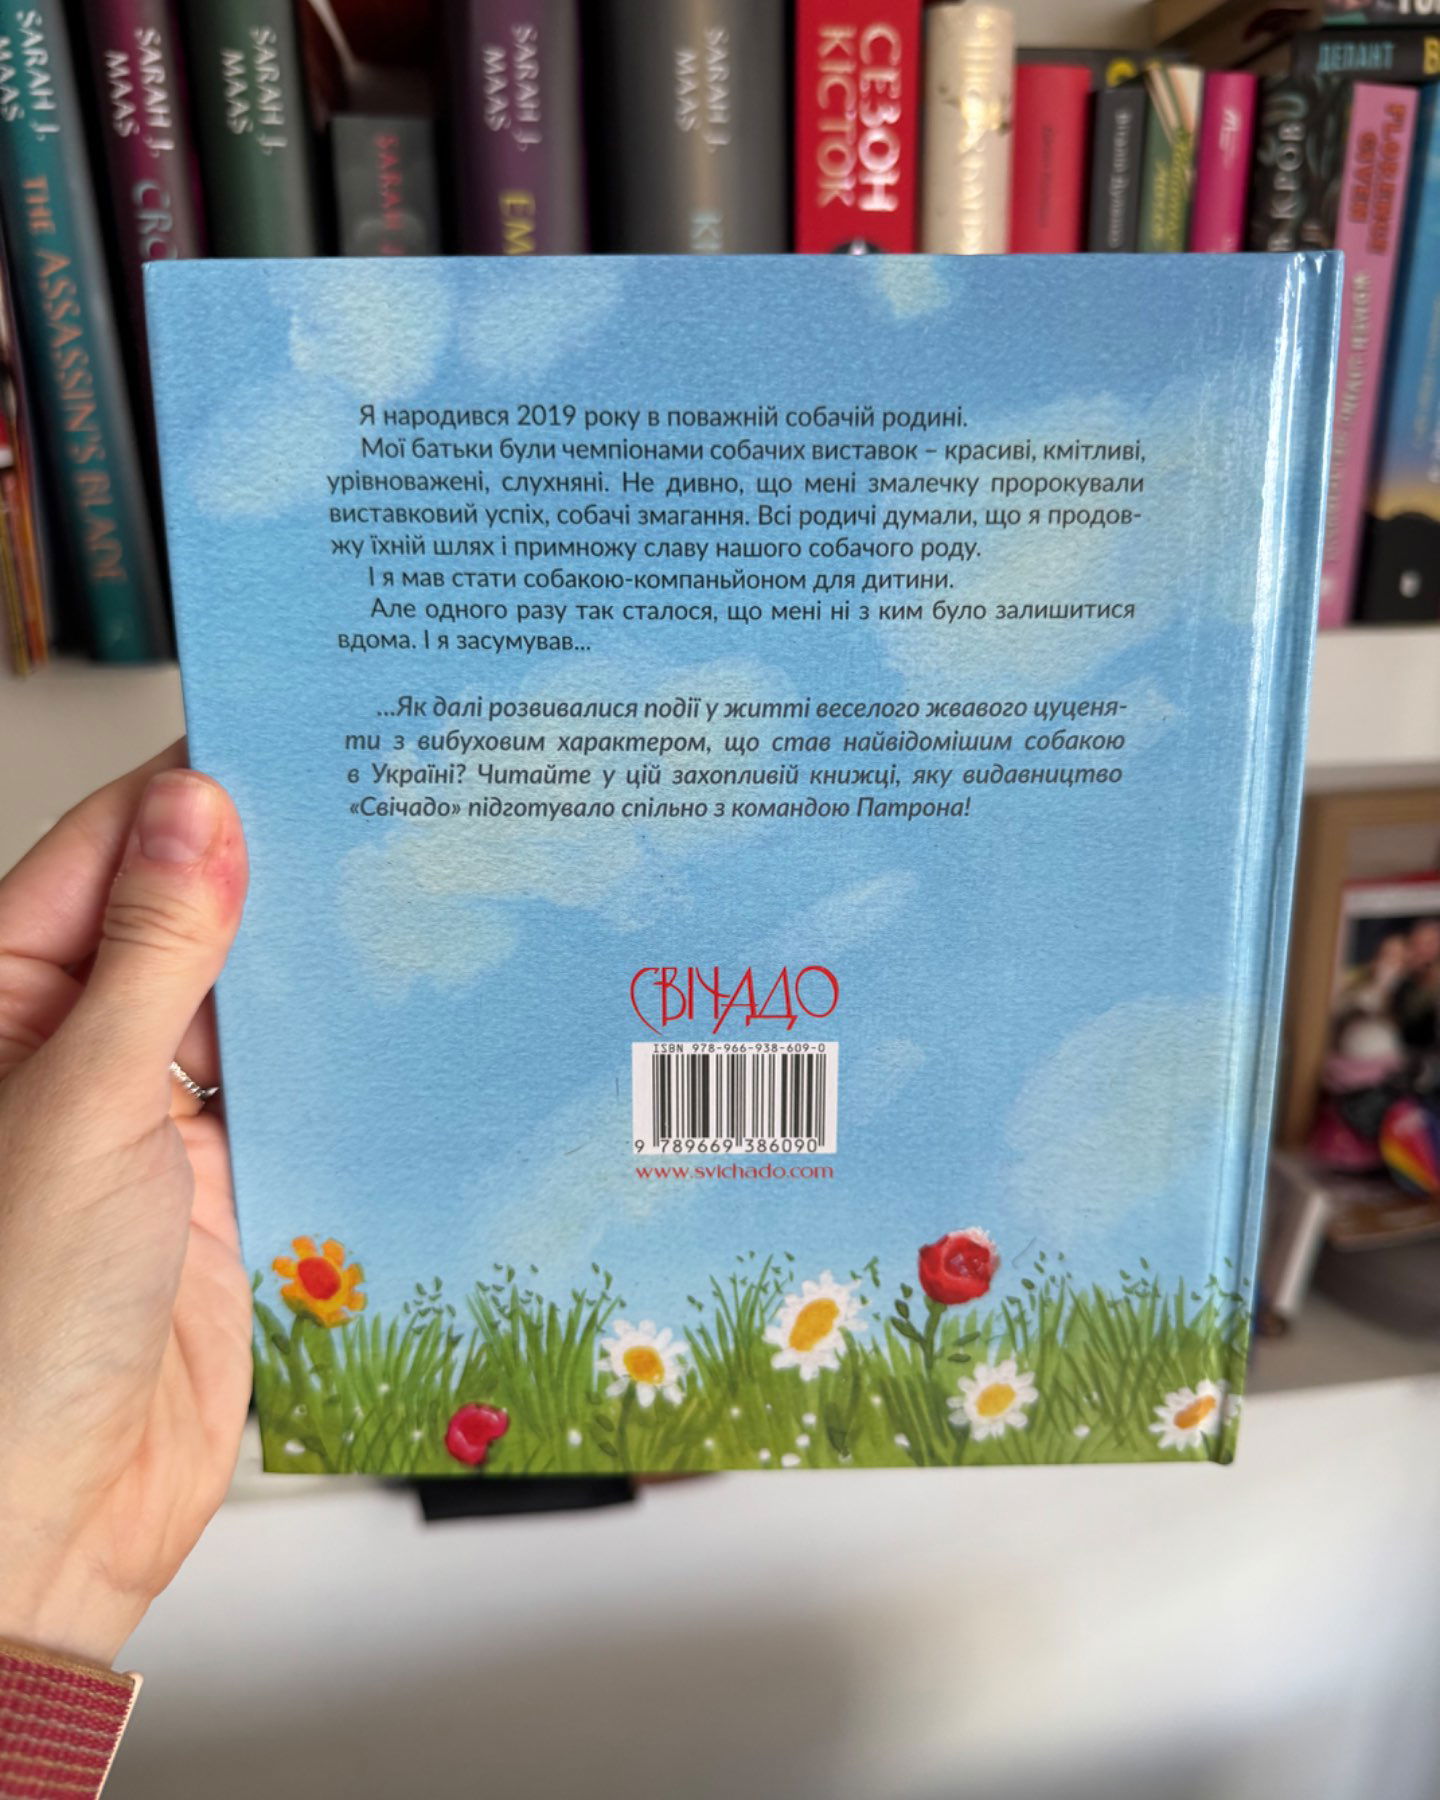 SARAH J.
MAAS
THE ASSASSIN'S BLADE
SARAH J.
MAAS
SARAH J.
MAAS
SARAH J.
SARAH J.
MAAS
SARAH J.
MAAS
СЕЗОН
КІСТОК
ДЕПАНТ
КРОВІ
Я народився 2019 року в поважній собачій родині.
Мої батьки були чемпіонами собачих виставок – красиві, кмітливі,
урівноважені, слухняні. Не дивно, що мені змалечку пророкували
виставковий успіх, собачі змагання. Всі родичі думали, що я продов-
жу їхній шлях і примножу славу нашого собачого роду.
І я мав стати собакою-компаньйоном для дитини.
Але одного разу так сталося, що мені ні з ким було залишитися
вдома. І я засумував...
...Як далі розвивалися події у житті веселого жвавого цуценя-
ти з вибуховим характером, що став найвідомішим собакою
в Україні? Читайте у цій захопливій книжці, яку видавництво
«Свічадо» підготувало спільно з командою Патрона!
СВІЧАДО
ISBN 978-966-938-609-0
9 789669 386090
www.svichado.com